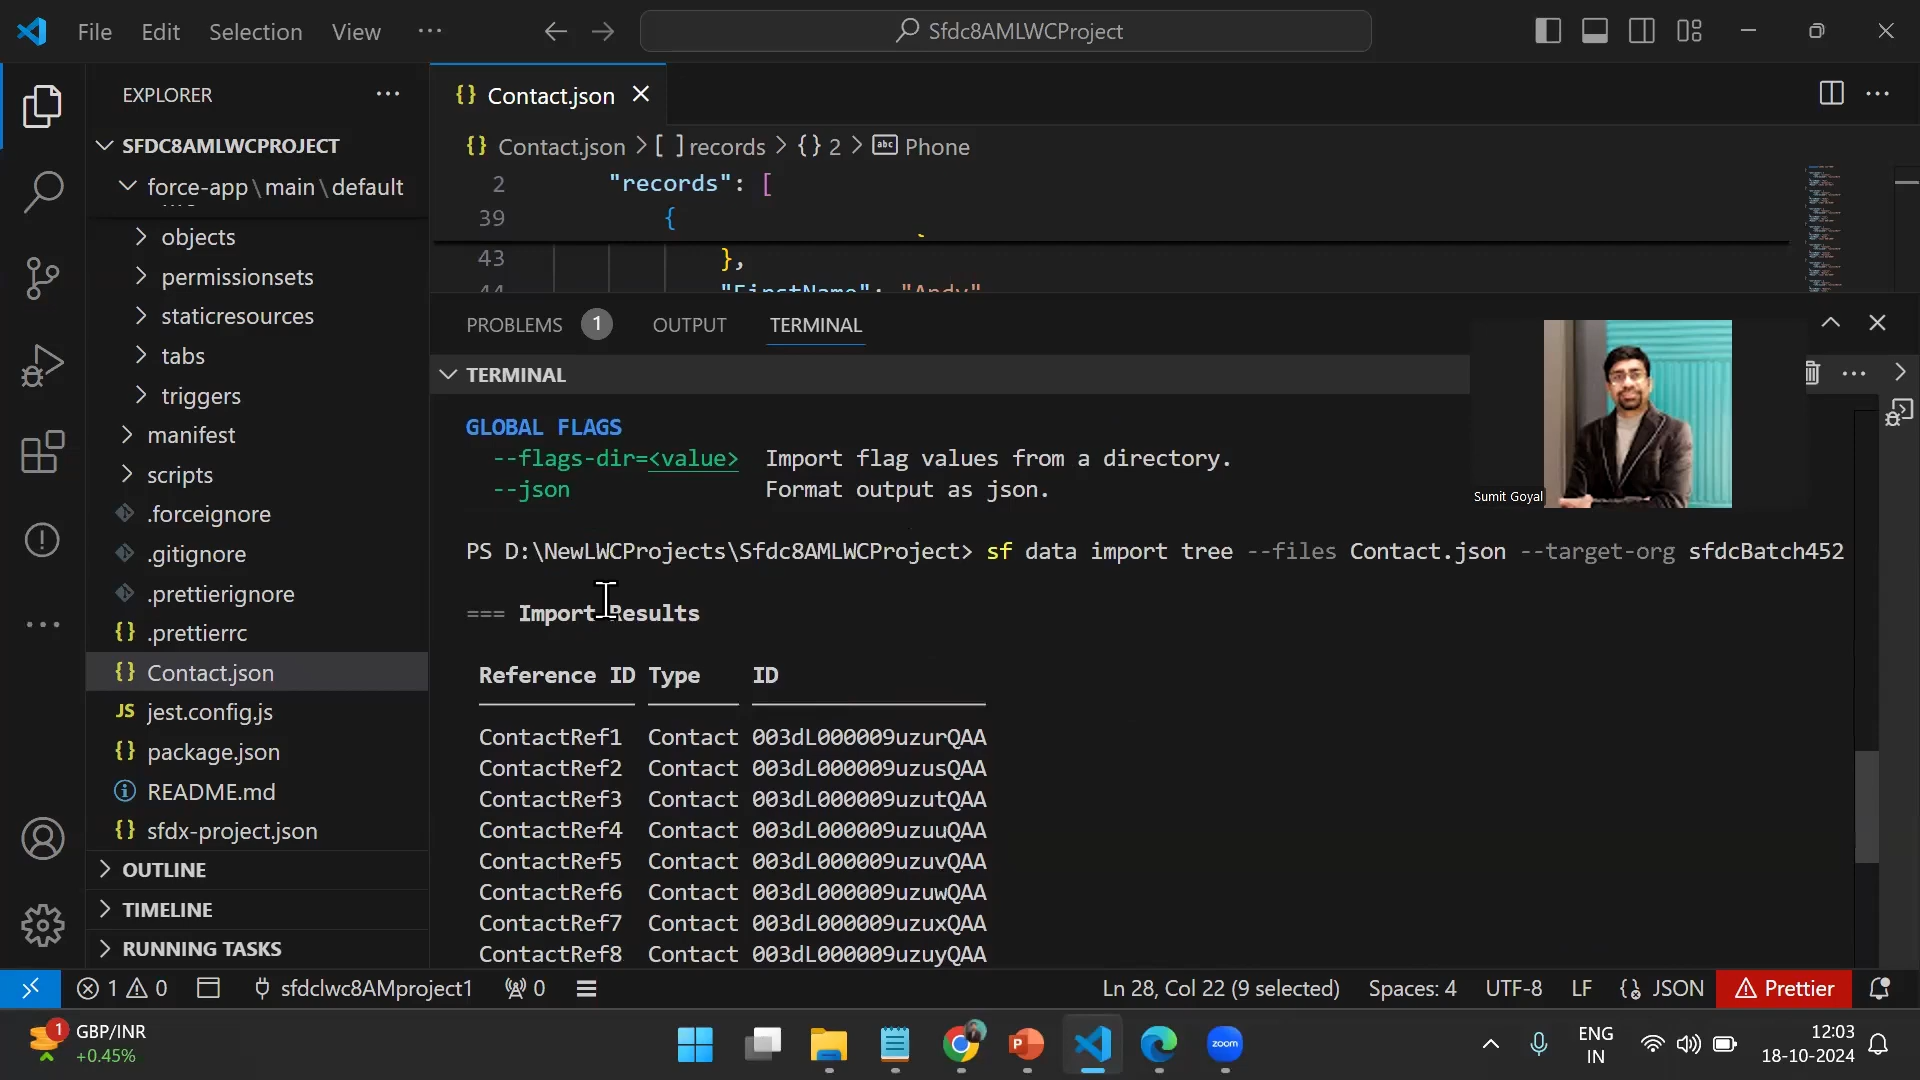 File Edit Selection View ···
Sfdc8AMLWCProject
EXPLORER
SFDC8AMLWCPROJECT
force-app\main\default
objects
permissionsets
staticresources
tabs
triggers
manifest
scripts
.forceignore
.gitignore
.prettierignore
.prettierrc
Contact.json
jest.config.js
package.json
README.md
sfdx-project.json
OUTLINE
TIMELINE
RUNNING TASKS
{} Contact.json
{} Contact.json > [ ] records > {} 2 > abc Phone
2 "records": [
39 {
43 },
44 "FirstName": "Andy"
PROBLEMS 1 OUTPUT TERMINAL
TERMINAL
GLOBAL FLAGS
--flags-dir=<value> Import flag values from a directory.
--json Format output as json.
Sumit Goyal
PS D:\NewLWCProjects\Sfdc8AMLWCProject> sf data import tree --files Contact.json --target-org sfdcBatch452
=== Import Results
Reference ID Type ID
ContactRef1 Contact 003dL000009uzurQAA
ContactRef2 Contact 003dL000009uzusQAA
ContactRef3 Contact 003dL000009uzutQAA
ContactRef4 Contact 003dL000009uzuuQAA
ContactRef5 Contact 003dL000009uzuvQAA
ContactRef6 Contact 003dL000009uzuwQAA
ContactRef7 Contact 003dL000009uzuxQAA
ContactRef8 Contact 003dL000009uzuyQAA
1 0 sfdclwc8AMproject1 0 Ln 28, Col 22 (9 selected) Spaces: 4 UTF-8 LF {} JSON Prettier
1 GBP/INR
+0.45%
zoom
ENG
IN
12:03
18-10-2024